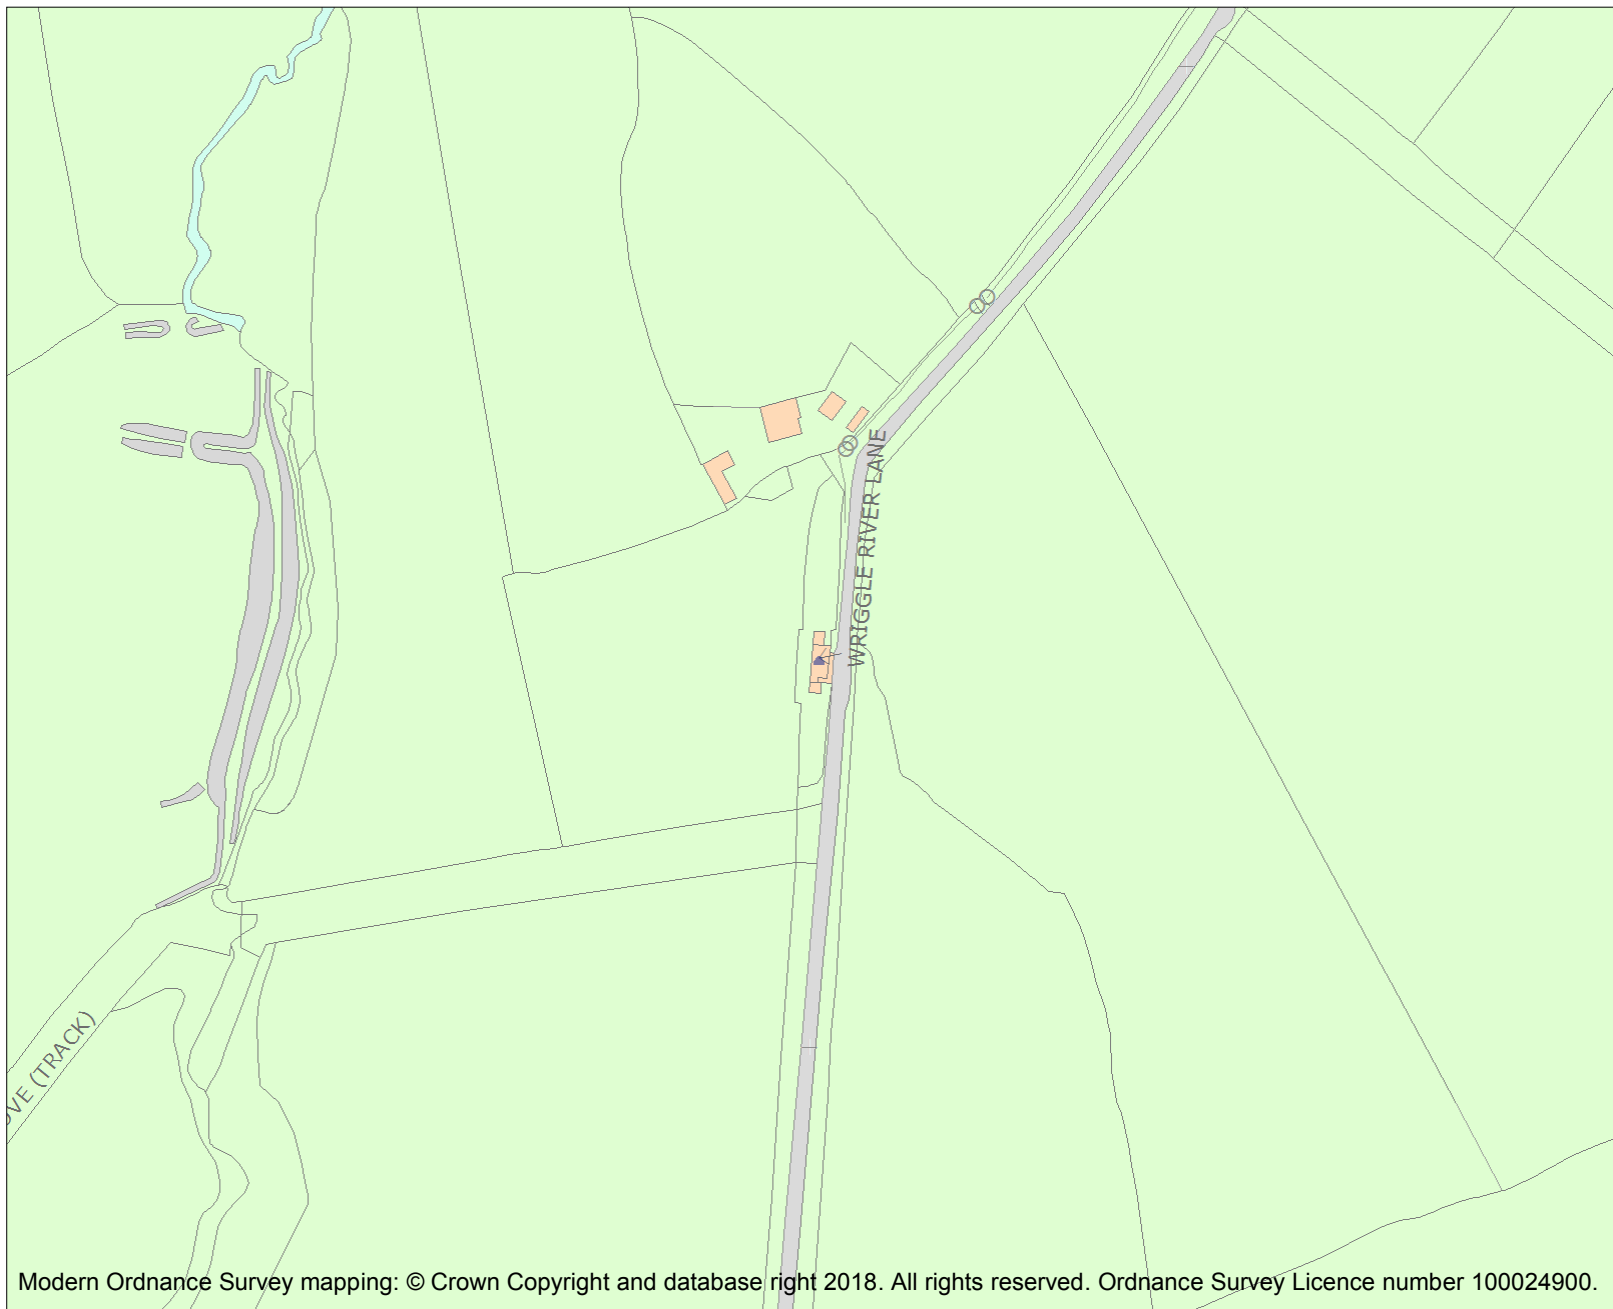 WRIGGLE RIVER LANE
(TRACK)
Modern Ordnance Survey mapping: © Crown Copyright and database right 2018. All rights reserved. Ordnance Survey Licence number 100024900.